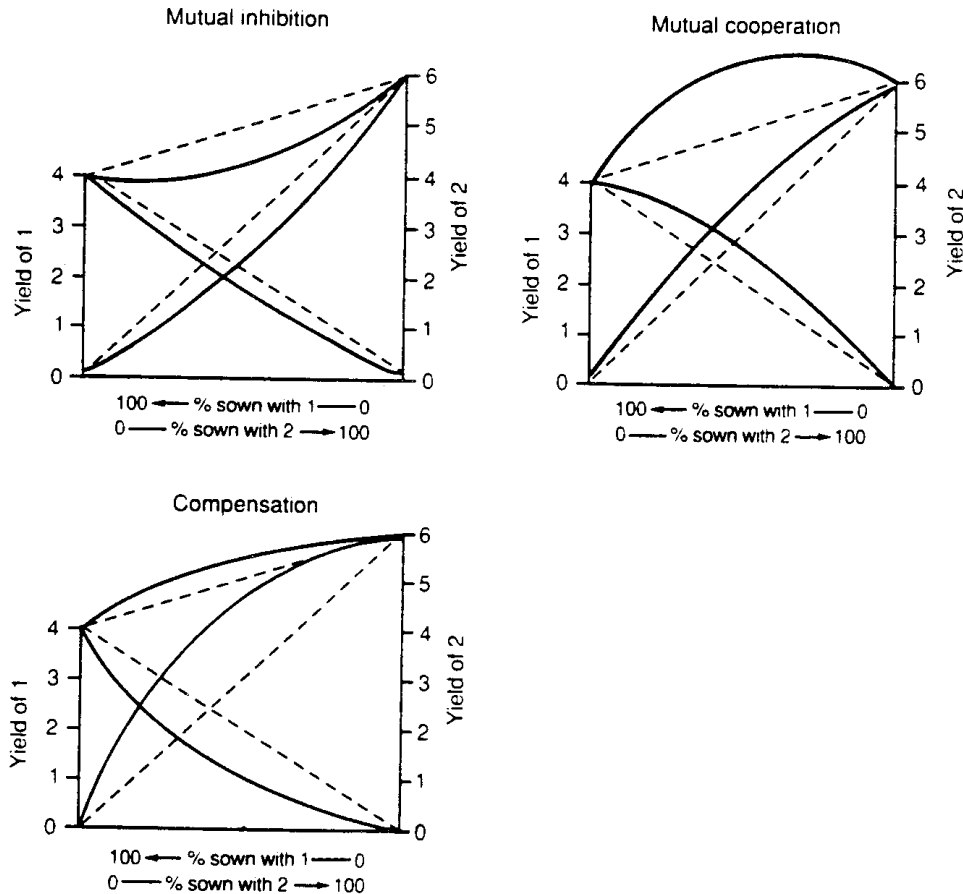 Mutual inhibition
6
5
4
4
3
3
2
2
1
1
0
0
Yield of 1
Yield of 2
100 ← % sown with 1 — 0
0 — % sown with 2 → 100
Mutual cooperation
6
5
4
4
3
3
2
2
1
1
0
0
Yield of 1
Yield of 2
100 ← % sown with 1 — 0
0 — % sown with 2 → 100
Compensation
6
5
4
4
3
3
2
2
1
1
0
0
Yield of 1
Yield of 2
100 ← % sown with 1 — 0
0 — % sown with 2 → 100